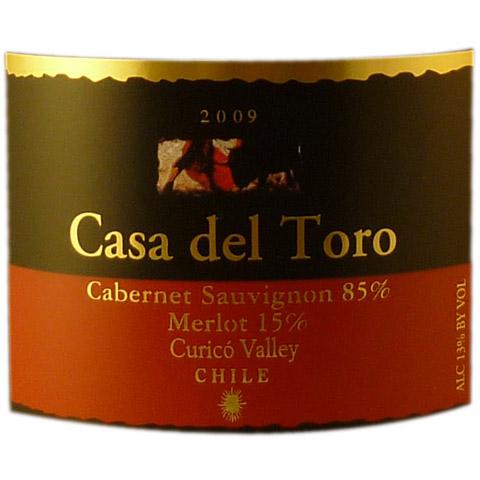 2009
Casa del Toro
Cabernet Sauvignon 85%
Merlot 15%
Curicó Valley
CHILE
ALC 13% BY VOL